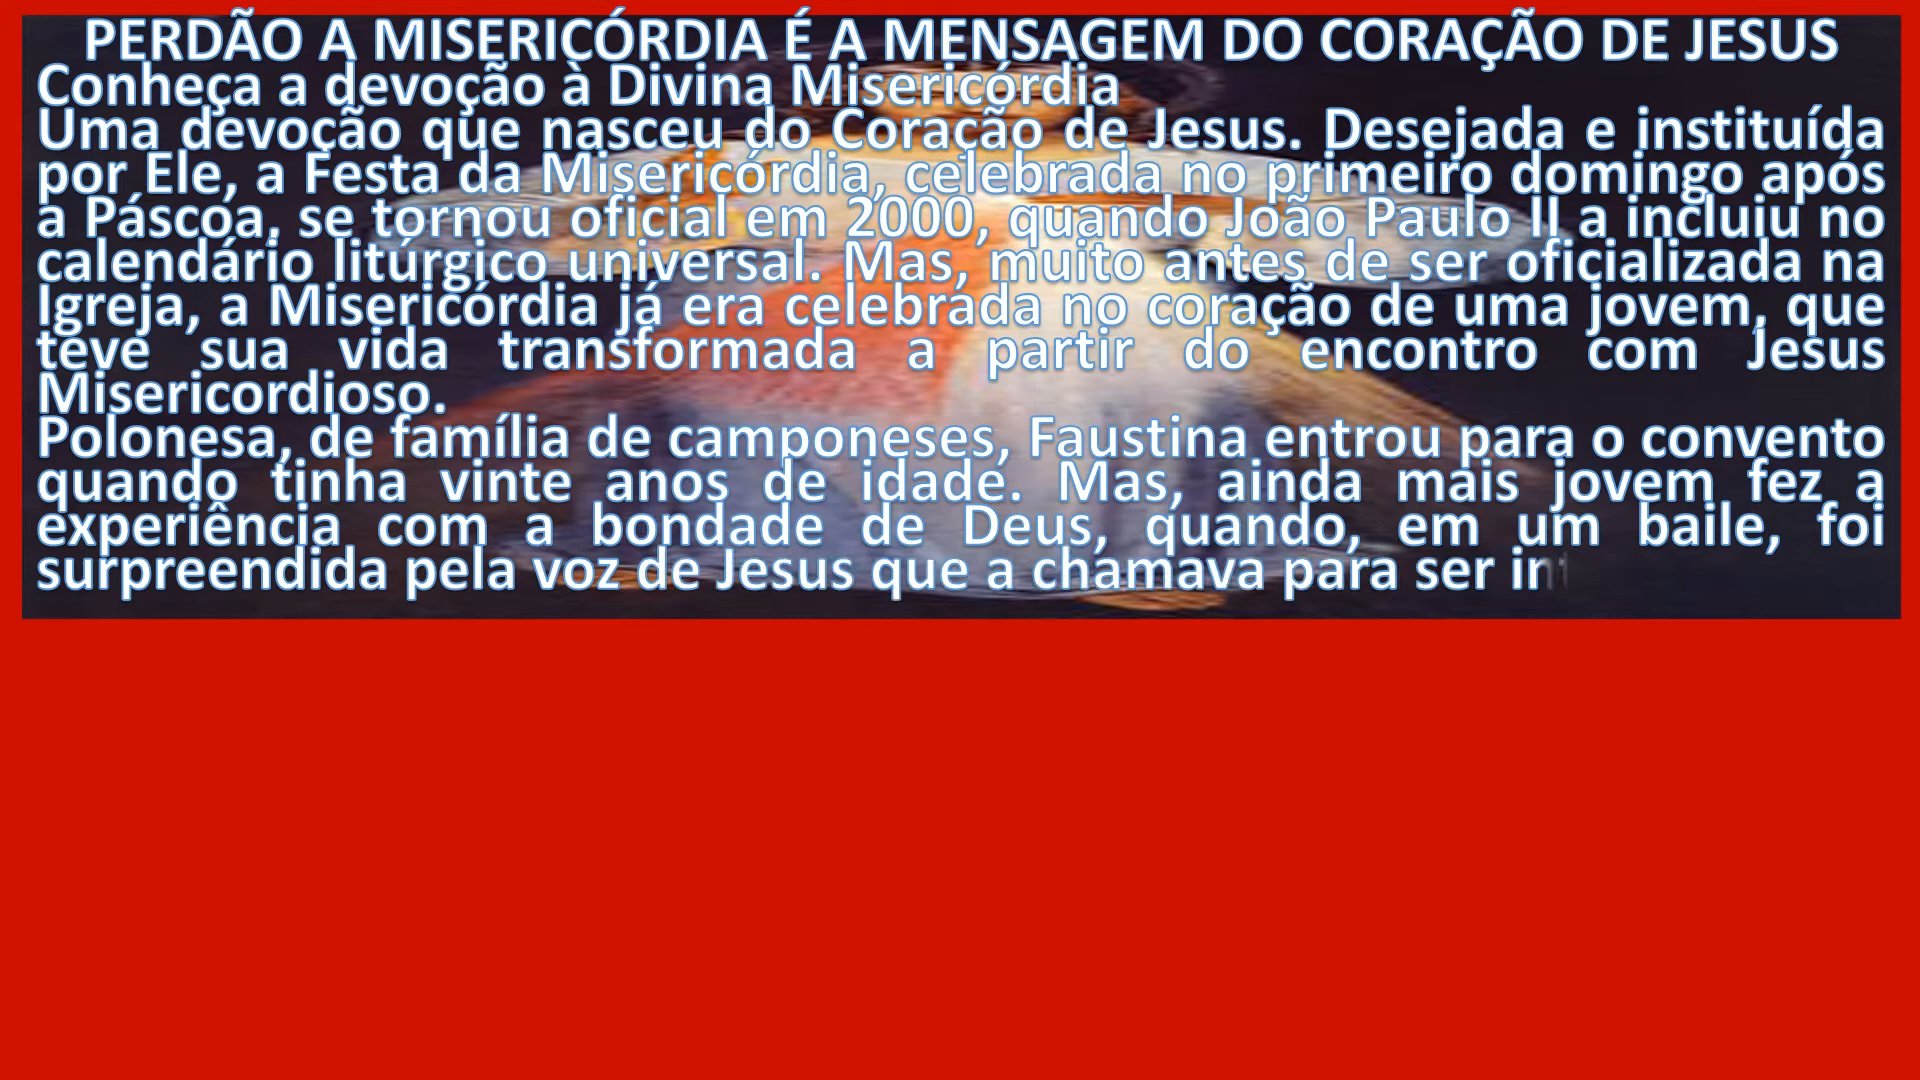 PERDÃO A MISERICÓRDIA É A MENSAGEM DO CORAÇÃO DE JESUS
Conheça a devoção à Divina Misericórdia
Uma devoção que nasceu do Coração de Jesus. Desejada e instituída
por Ele, a Festa da Misericórdia, celebrada no primeiro domingo após
a Páscoa, se tornou oficial em 2000, quando João Paulo II a incluiu no
calendário litúrgico universal. Mas, muito antes de ser oficializada na
Igreja, a Misericórdia já era celebrada no coração de uma jovem, que
teve sua vida transformada a partir do encontro com Jesus
Misericordioso.
Polonesa, de família de camponeses, Faustina entrou para o convento
quando tinha vinte anos de idade. Mas, ainda mais jovem fez a
experiência com a bondade de Deus, quando, em um baile, foi
surpreendida pela voz de Jesus que a chamava para ser